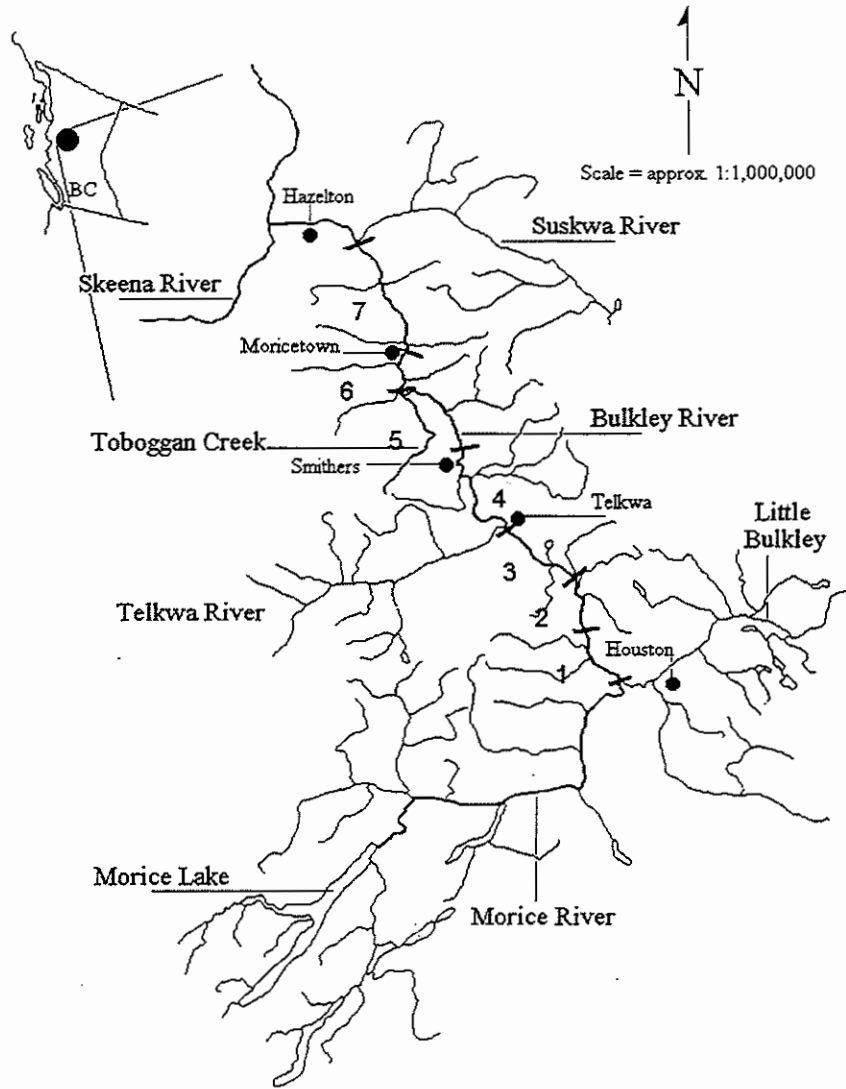 N
Scale = approx. 1:1,000,000
BC
Hazelton
Suskwa River
Skeena River
7
Moricetown
6
Bulkley River
Toboggan Creek
5
Smithers
4
Telkwa
Little
Bulkley
3
Telkwa River
2
Houston
1
Morice Lake
Morice River